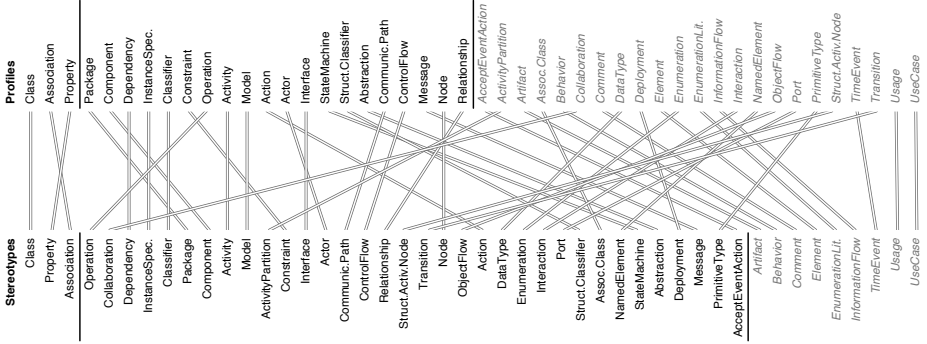 Profiles
Class
Association
Property
Package
Component
Dependency
InstanceSpec.
Classifier
Constraint
Operation
Activity
Model
Action
Actor
Interface
StateMachine
Struct.Classifier
Abstraction
Communic.Path
ControlFlow
Message
Node
Relationship
AcceptEventAction
ActivityPartition
Artifact
Assoc.Class
Behavior
Collaboration
Comment
DataType
Deployment
Element
Enumeration
EnumerationLit.
InformationFlow
Interaction
NamedElement
ObjectFlow
Port
PrimitiveType
Struct.Activ.Node
TimeEvent
Transition
Usage
UseCase
Stereotypes
Class
Property
Association
Operation
Collaboration
Dependency
InstanceSpec.
Classifier
Package
Component
Activity
Model
ActivityPartition
Constraint
Interface
Actor
Communic.Path
ControlFlow
Relationship
Struct.Activ.Node
Transition
Node
ObjectFlow
Action
DataType
Enumeration
Interaction
Port
Struct.Classifier
Assoc.Class
NamedElement
StateMachine
Abstraction
Deployment
Message
PrimitiveType
AcceptEventAction
Artifact
Behavior
Comment
Element
EnumerationLit.
InformationFlow
TimeEvent
Usage
UseCase